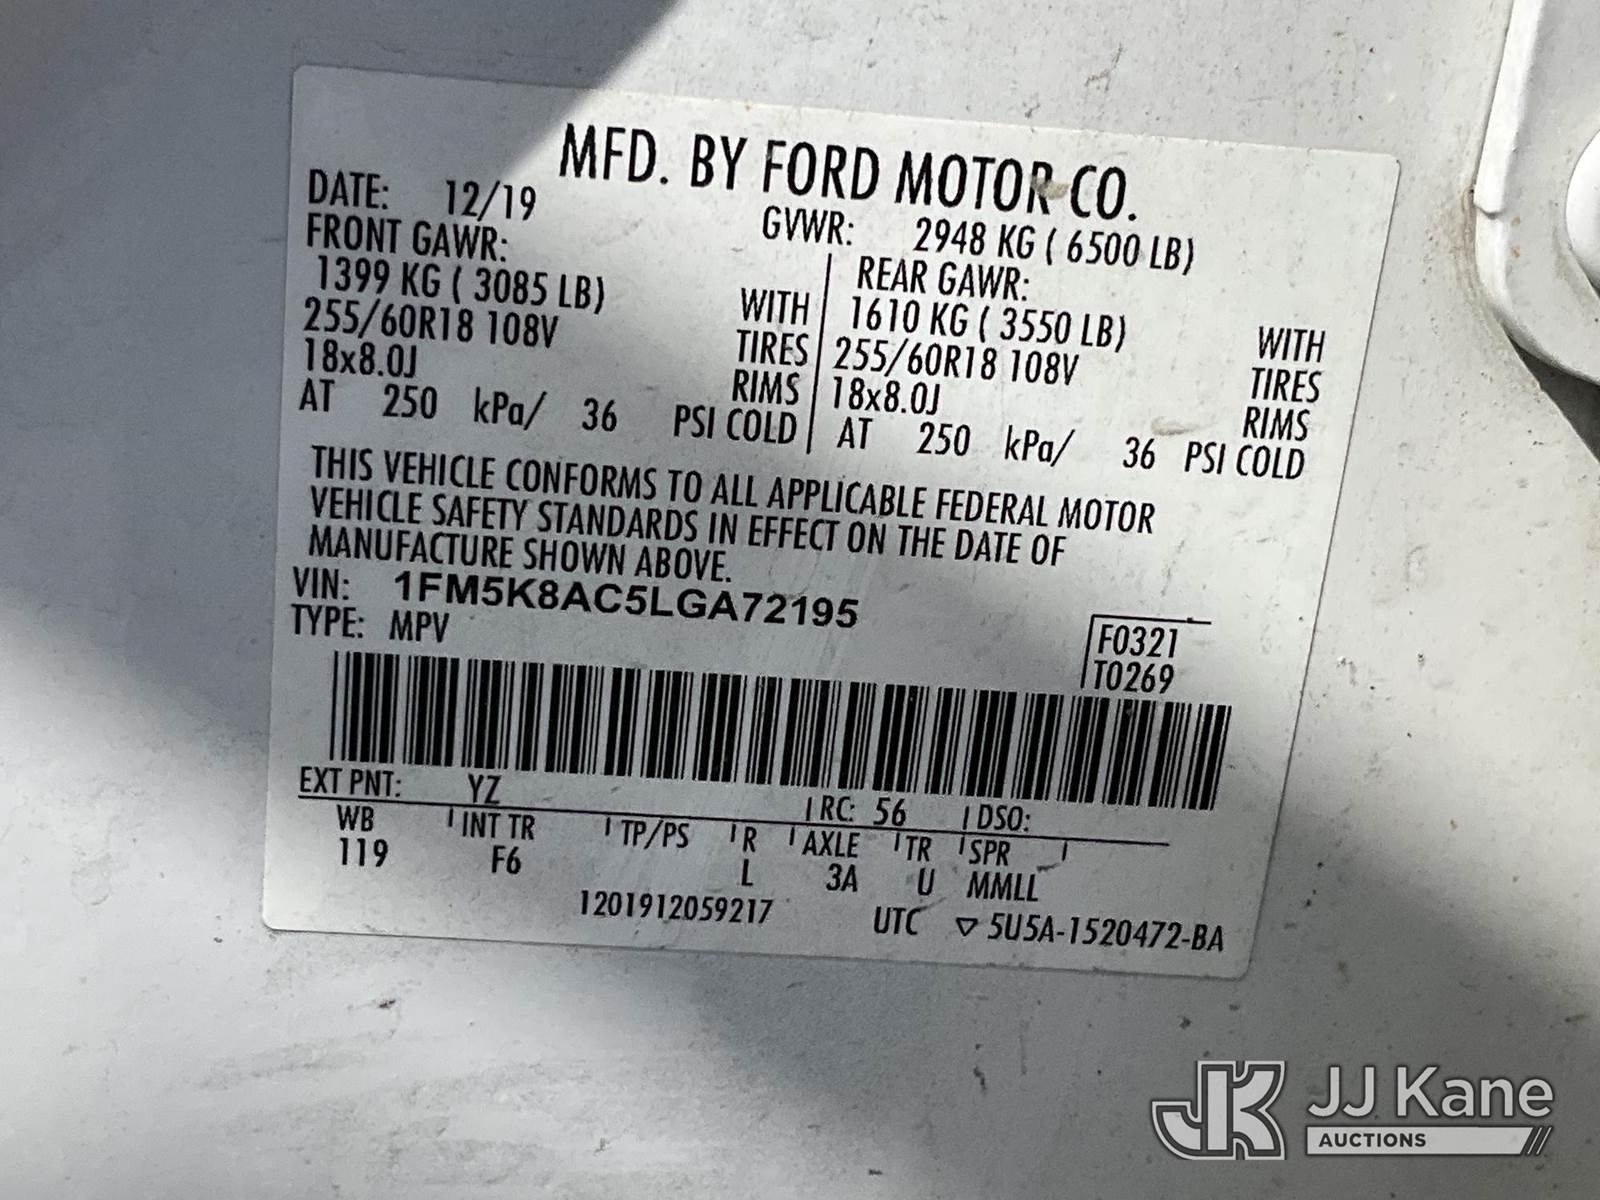 MFD. BY FORD MOTOR CO.
DATE: 12/19 GVWR: 2948 KG ( 6500 LB)
FRONT GAWR: REAR GAWR:
1399 KG ( 3085 LB) WITH 1610 KG ( 3550 LB) WITH
255/60R18 108V TIRES 255/60R18 108V TIRES
18x8.0J RIMS 18x8.0J RIMS
AT 250 kPa/ 36 PSI COLD AT 250 kPa/ 36 PSI COLD
THIS VEHICLE CONFORMS TO ALL APPLICABLE FEDERAL MOTOR
VEHICLE SAFETY STANDARDS IN EFFECT ON THE DATE OF
MANUFACTURE SHOWN ABOVE.
VIN: 1FM5K8AC5LGA72195
TYPE: MPV
F0321
T0269
EXT PNT: YZ RC: 56 DSO:
WB INT TR TP/PS R AXLE TR SPR
119 F6 L 3A U MMLL
1201912059217 UTC ▽ 5U5A-1520472-BA
JK JJ Kane
AUCTIONS